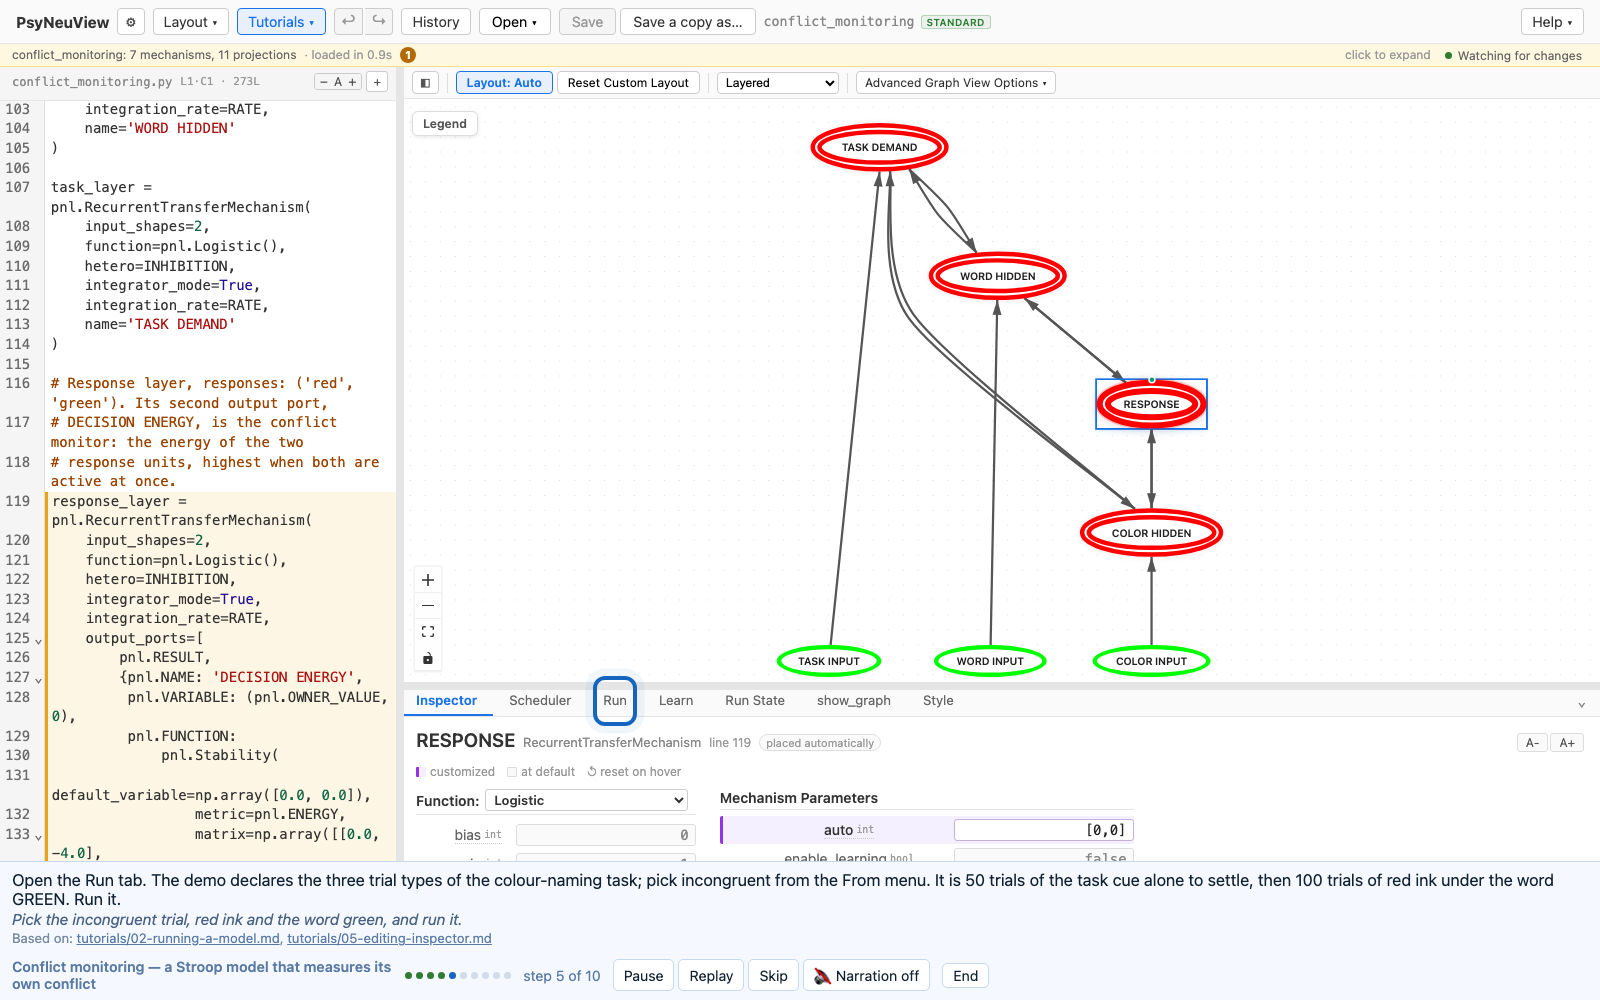 PsyNeuView
Layout
Tutorials
History
Open
Save
Save a copy as...
conflict_monitoring
STANDARD
Help
conflict_monitoring: 7 mechanisms, 11 projections · loaded in 0.9s
1
click to expand
Watching for changes
conflict_monitoring.py L1:C1 · 273L
− A +
+
Layout: Auto
Reset Custom Layout
Layered
Advanced Graph View Options
103 integration_rate=RATE,
104 name='WORD HIDDEN'
105 )
106
107 task_layer =
pnl.RecurrentTransferMechanism(
108 input_shapes=2,
109 function=pnl.Logistic(),
110 hetero=INHIBITION,
111 integrator_mode=True,
112 integration_rate=RATE,
113 name='TASK DEMAND'
114 )
115
116 # Response layer, responses: ('red',
'green'). Its second output port,
117 # DECISION ENERGY, is the conflict
monitor: the energy of the two
118 # response units, highest when both are
active at once.
119 response_layer =
pnl.RecurrentTransferMechanism(
120 input_shapes=2,
121 function=pnl.Logistic(),
122 hetero=INHIBITION,
123 integrator_mode=True,
124 integration_rate=RATE,
125 output_ports=[
126 pnl.RESULT,
127 {pnl.NAME: 'DECISION ENERGY',
128 pnl.VARIABLE: (pnl.OWNER_VALUE,
0),
129 pnl.FUNCTION:
130 pnl.Stability(
131
default_variable=np.array([0.0, 0.0]),
132 metric=pnl.ENERGY,
133 matrix=np.array([[0.0,
−4.0],
Legend
TASK DEMAND
WORD HIDDEN
RESPONSE
COLOR HIDDEN
TASK INPUT
WORD INPUT
COLOR INPUT
Inspector
Scheduler
Run
Learn
Run State
show_graph
Style
RESPONSE RecurrentTransferMechanism line 119 placed automatically
A-
A+
customized
at default
reset on hover
Function: Logistic
bias int 0
Mechanism Parameters
auto int [0,0]
enable_learning bool false
Open the Run tab. The demo declares the three trial types of the colour-naming task; pick incongruent from the From menu. It is 50 trials of the task cue alone to settle, then 100 trials of red ink under the word
GREEN. Run it.
Pick the incongruent trial, red ink and the word green, and run it.
Based on: tutorials/02-running-a-model.md, tutorials/05-editing-inspector.md
Conflict monitoring — a Stroop model that measures its
own conflict
step 5 of 10
Pause
Replay
Skip
Narration off
End